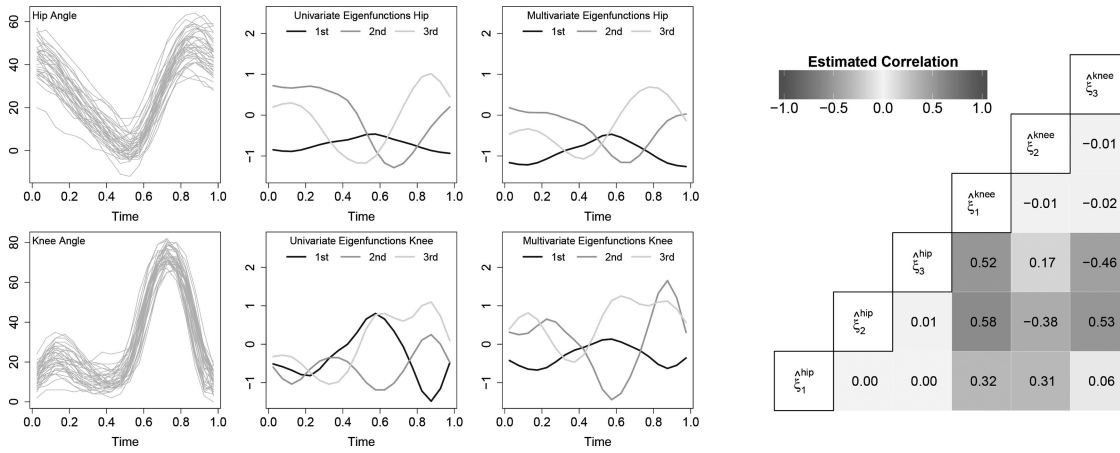 Hip Angle
0 20 40 60
0.0 0.2 0.4 0.6 0.8 1.0
Time
Univariate Eigenfunctions Hip
1st 2nd 3rd
−1 0 1 2
0.0 0.2 0.4 0.6 0.8 1.0
Time
Multivariate Eigenfunctions Hip
1st 2nd 3rd
−1 0 1 2
0.0 0.2 0.4 0.6 0.8 1.0
Time
Knee Angle
0 20 40 60 80
0.0 0.2 0.4 0.6 0.8 1.0
Time
Univariate Eigenfunctions Knee
1st 2nd 3rd
−1 0 1 2
0.0 0.2 0.4 0.6 0.8 1.0
Time
Multivariate Eigenfunctions Knee
1st 2nd 3rd
−1 0 1 2
0.0 0.2 0.4 0.6 0.8 1.0
Time
Estimated Correlation
−1.0 −0.5 0.0 0.5 1.0
ξ̂₃^knee
ξ̂₂^knee −0.01
ξ̂₁^knee −0.01 −0.02
ξ̂₃^hip 0.52 0.17 −0.46
ξ̂₂^hip 0.01 0.58 −0.38 0.53
ξ̂₁^hip 0.00 0.00 0.32 0.31 0.06